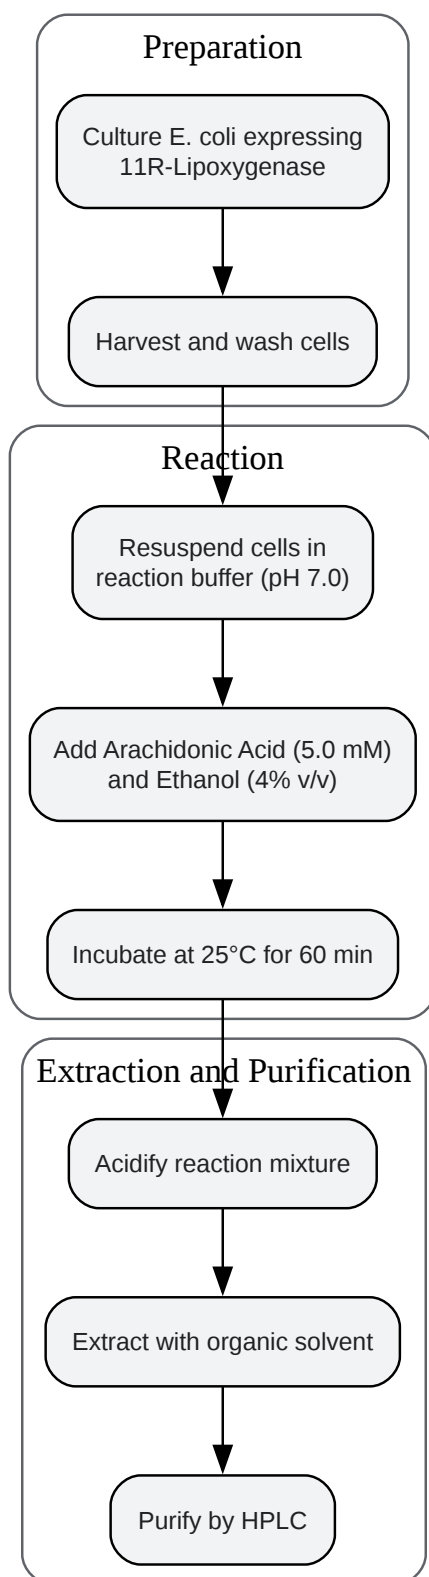 Preparation
Culture E. coli expressing
11R-Lipoxygenase
Harvest and wash cells
Reaction
Resuspend cells in
reaction buffer (pH 7.0)
Add Arachidonic Acid (5.0 mM)
and Ethanol (4% v/v)
Incubate at 25°C for 60 min
Extraction and Purification
Acidify reaction mixture
Extract with organic solvent
Purify by HPLC